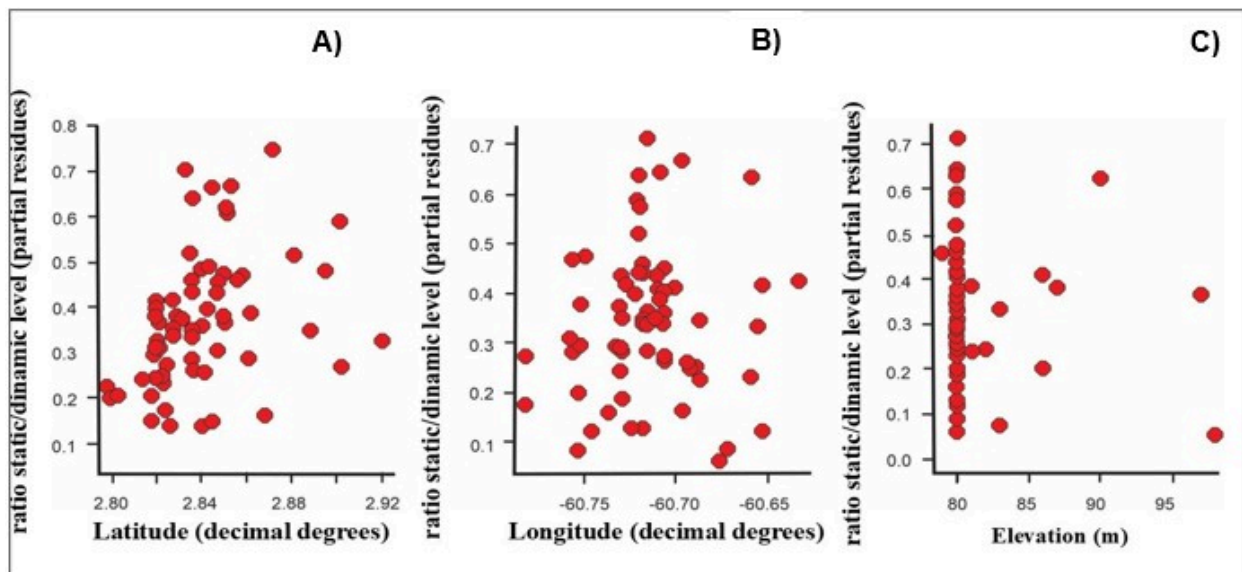 A)
ratio static/dinamic level (partial residues)
0.8
0.7
0.6
0.5
0.4
0.3
0.2
0.1
2.80 2.84 2.88 2.92
Latitude (decimal degrees)
B)
ratio static/dinamic level (partial residues)
0.7
0.6
0.5
0.4
0.3
0.2
0.1
-60.75 -60.70 -60.65
Longitude (decimal degrees)
C)
ratio static/dinamic level (partial residues)
0.7
0.6
0.5
0.4
0.3
0.2
0.1
0.0
80 85 90 95
Elevation (m)